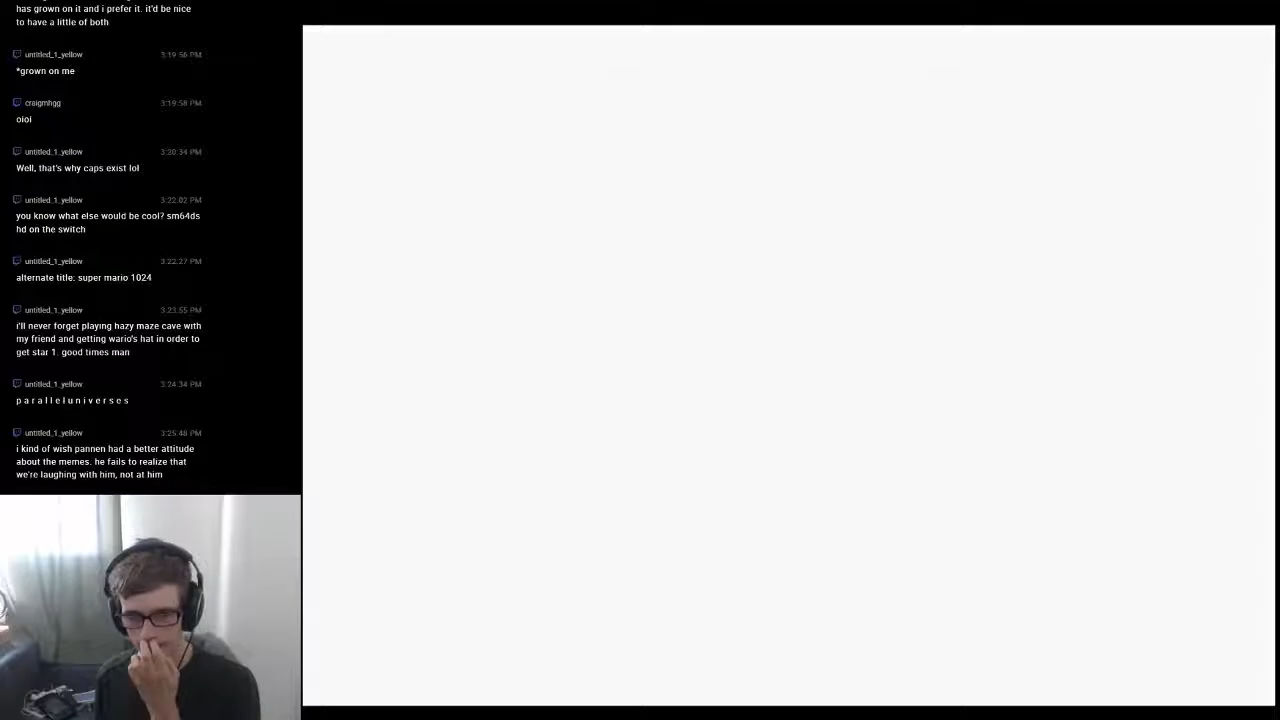 has grown on it and i prefer it. it'd be nice
to have a little of both
untitled_1_yellow 3:19:56 PM
*grown on me
craigmhgg 3:19:58 PM
oioi
untitled_1_yellow 3:20:34 PM
Well, that's why caps exist lol
untitled_1_yellow 3:22:02 PM
you know what else would be cool? sm64ds
hd on the switch
untitled_1_yellow 3:22:27 PM
alternate title: super mario 1024
untitled_1_yellow 3:23:55 PM
i'll never forget playing hazy maze cave with
my friend and getting wario's hat in order to
get star 1. good times man
untitled_1_yellow 3:24:34 PM
p a r a l l e l u n i v e r s e s
untitled_1_yellow 3:25:48 PM
i kind of wish pannen had a better attitude
about the memes. he fails to realize that
we're laughing with him, not at him